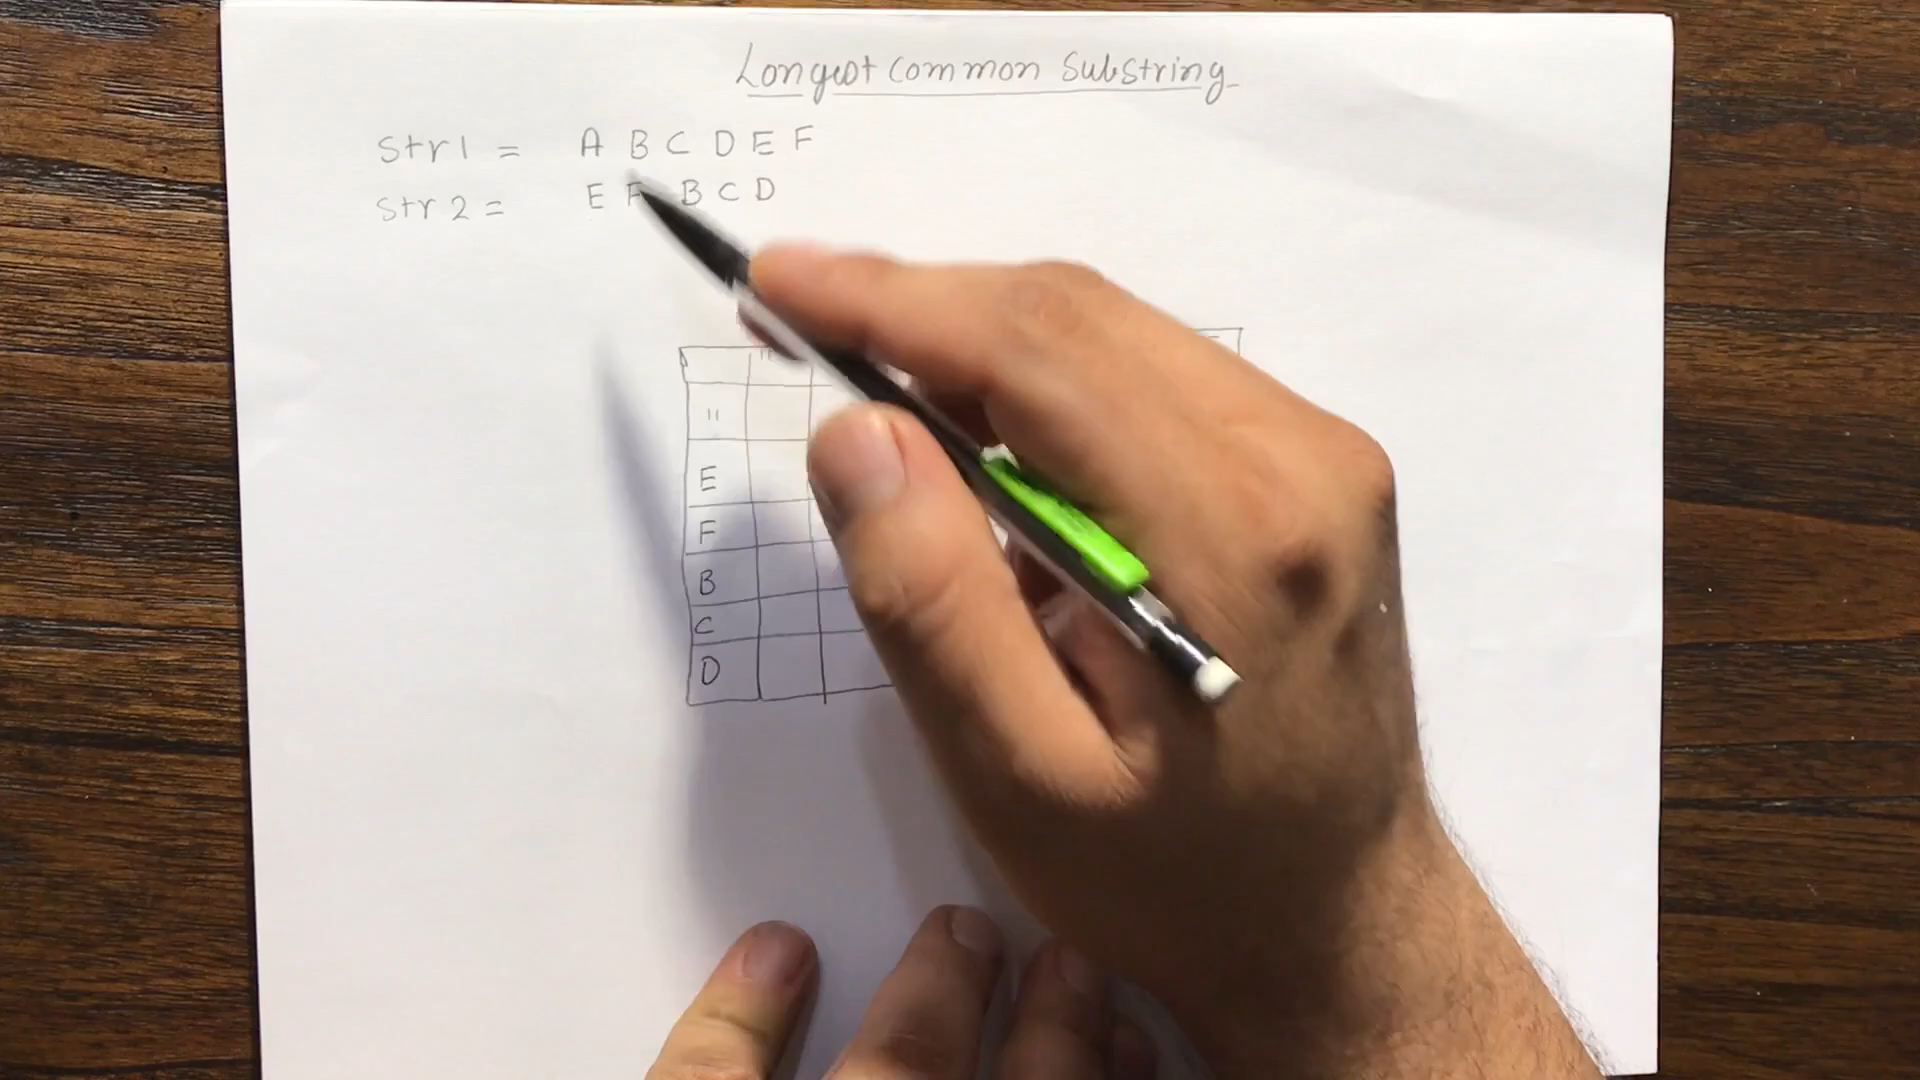 Longest Common Substring
Str1 = A B C D E F
Str2 = E F B C D
"
"
E
F
B
C
D